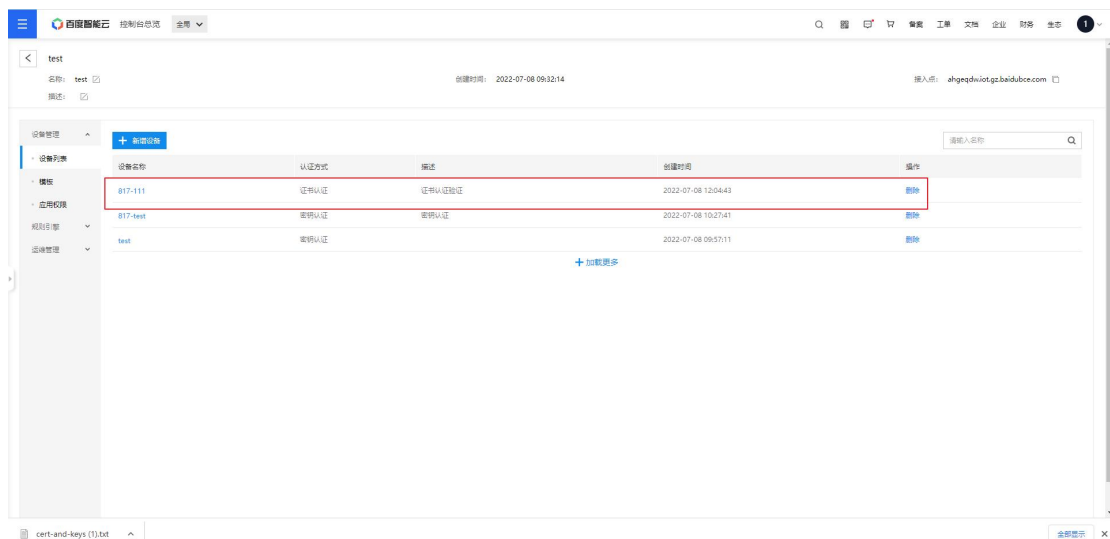 百度智能云 控制台总览 全局 备案 工单 文档 企业 财务 生态 1
test
名称： test 创建时间： 2022-07-08 09:32:14 接入点： ahgeqdw.iot.gz.baidubce.com
描述：
设备管理
设备列表
模板
应用权限
规则引擎
运维管理
+ 新增设备 请输入名称
设备名称 认证方式 描述 创建时间 操作
817-111 证书认证 证书认证验证 2022-07-08 12:04:43 删除
817-test 密钥认证 密钥认证 2022-07-08 10:27:41 删除
test 密钥认证 2022-07-08 09:57:11 删除
+ 加载更多
cert-and-keys (1).txt 全部显示